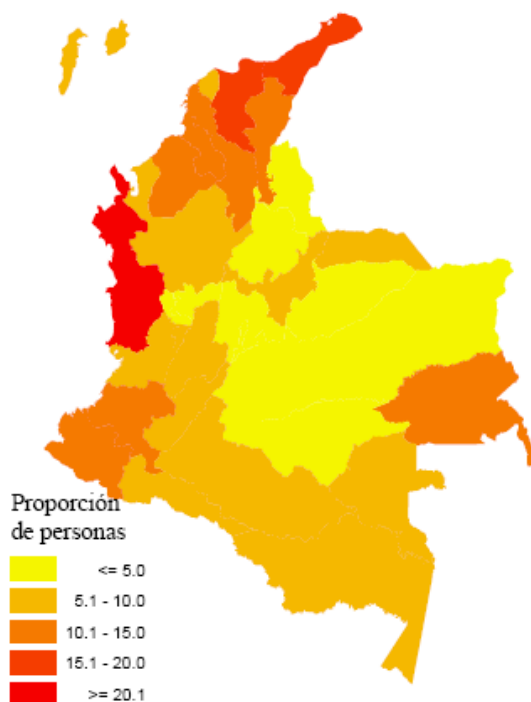 Proporción
de personas
<= 5.0
5.1 - 10.0
10.1 - 15.0
15.1 - 20.0
>= 20.1